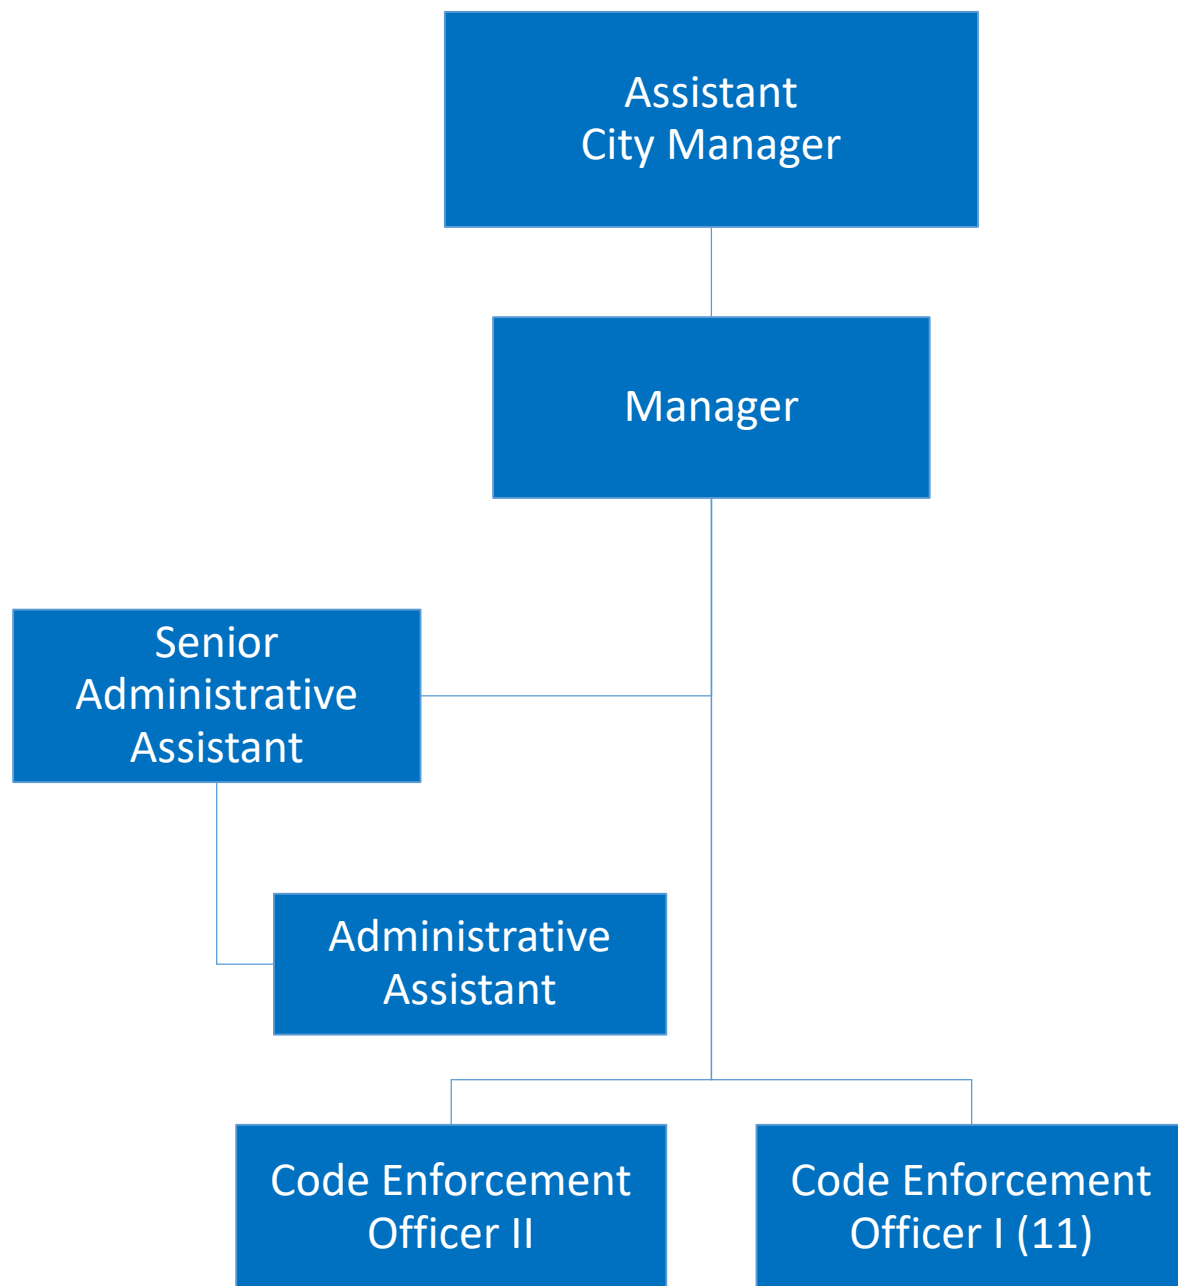 Assistant
City Manager
Manager
Senior
Administrative
Assistant
Administrative
Assistant
Code Enforcement
Officer II
Code Enforcement
Officer I (11)